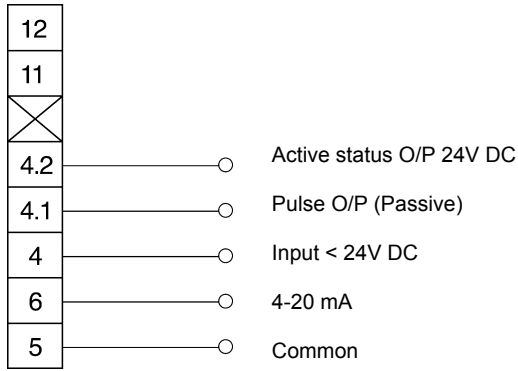 12
11
4.2 Active status O/P 24V DC
4.1 Pulse O/P (Passive)
4 Input < 24V DC
6 4-20 mA
5 Common